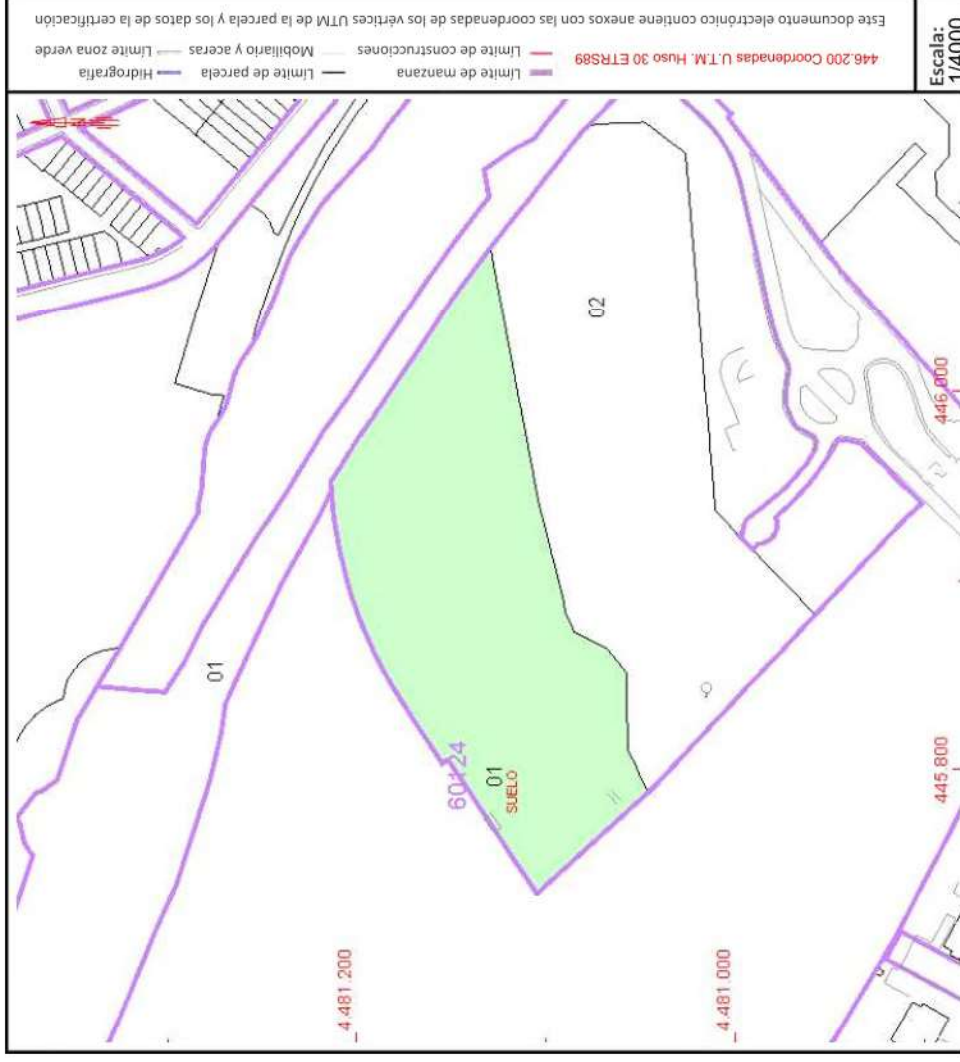 Este documento electrónico contiene anexos con las coordenadas de los vértices UTM de la parcela y los datos de la certificación
446.200 Coordenadas U.T.M. Huso 30 ETRS89
Límite de manzana
Límite de parcela
Hidrografía
Límite de construcciones
Mobiliario y aceras
Límite zona verde
Escala:
1/4000
02
01
60124
01
SUELO
446.000
445.800
4.481.200
4.481.000